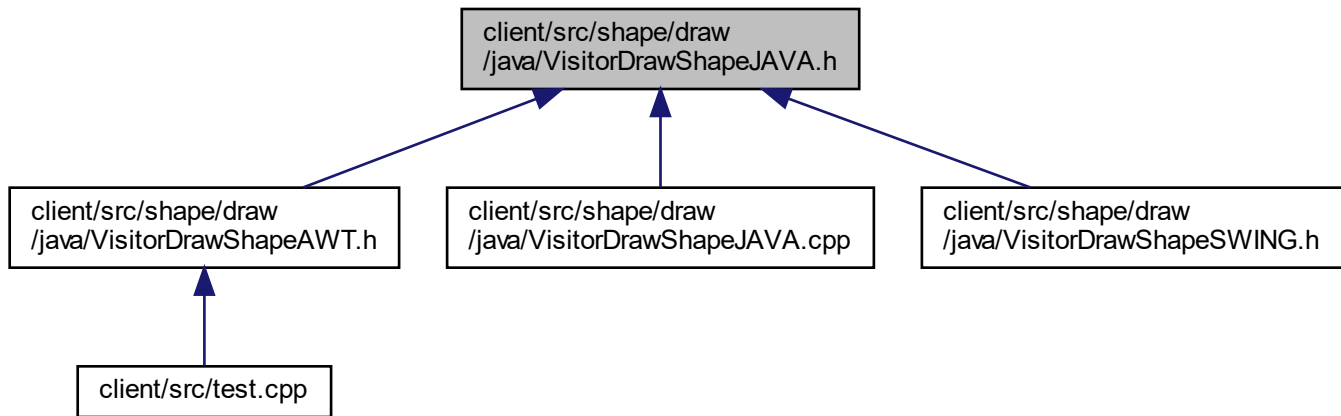 client/src/shape/draw
/java/VisitorDrawShapeJAVA.h
client/src/shape/draw
/java/VisitorDrawShapeAWT.h
client/src/shape/draw
/java/VisitorDrawShapeJAVA.cpp
client/src/shape/draw
/java/VisitorDrawShapeSWING.h
client/src/test.cpp